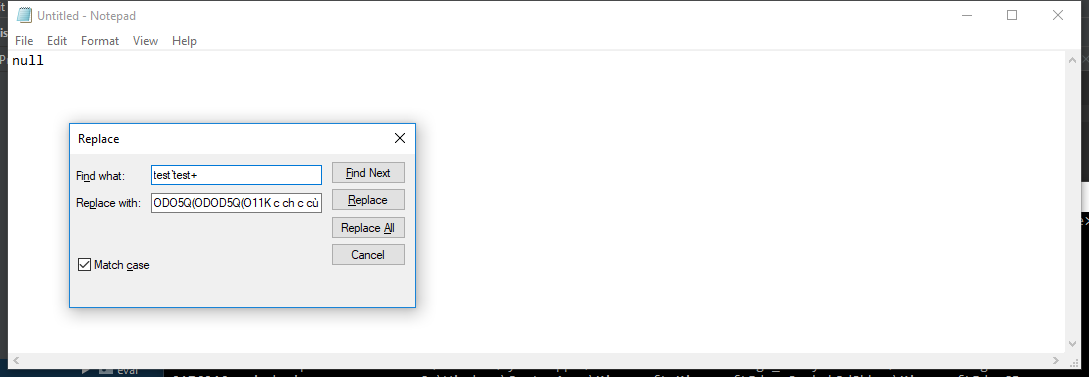 Untitled - Notepad
File Edit Format View Help
null
Replace
Find what: test`test+ Find Next
Replace with: ODO5Q(ODOD5Q(O11K c ch c củ Replace
Replace All
Cancel
Match case
eval